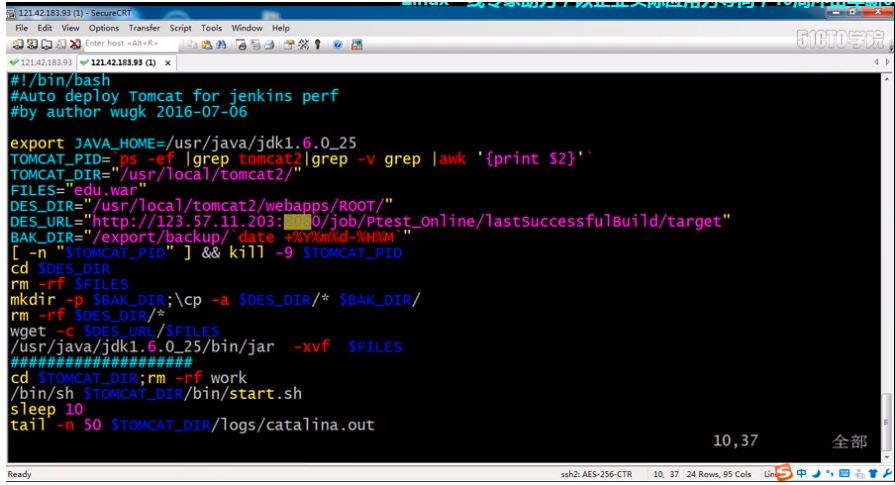 121.42.183.93 (1) - SecureCRT
File Edit View Options Transfer Script Tools Window Help
Enter host <Alt+R>
51CTO学院
121.42.183.93 121.42.183.93 (1)
#!/bin/bash
#Auto deploy Tomcat for jenkins perf
#by author wugk 2016-07-06
export JAVA_HOME=/usr/java/jdk1.6.0_25
TOMCAT_PID=`ps -ef |grep tomcat2|grep -v grep |awk '{print $2}'`
TOMCAT_DIR="/usr/local/tomcat2/"
FILES="edu.war"
DES_DIR="/usr/local/tomcat2/webapps/ROOT/"
DES_URL="http://123.57.11.203:8080/job/Ptest_Online/lastSuccessfulBuild/target"
BAK_DIR="/export/backup/`date +%Y%m%d-%H%M`"
[ -n "$TOMCAT_PID" ] && kill -9 $TOMCAT_PID
cd $DES_DIR
rm -rf $FILES
mkdir -p $BAK_DIR;\cp -a $DES_DIR/* $BAK_DIR/
rm -rf $DES_DIR/*
wget -c $DES_URL/$FILES
/usr/java/jdk1.6.0_25/bin/jar -xvf $FILES
####################
cd $TOMCAT_DIR;rm -rf work
/bin/sh $TOMCAT_DIR/bin/start.sh
sleep 10
tail -n 50 $TOMCAT_DIR/logs/catalina.out
10,37 全部
Ready ssh2: AES-256-CTR 10, 37 24 Rows, 95 Cols 中